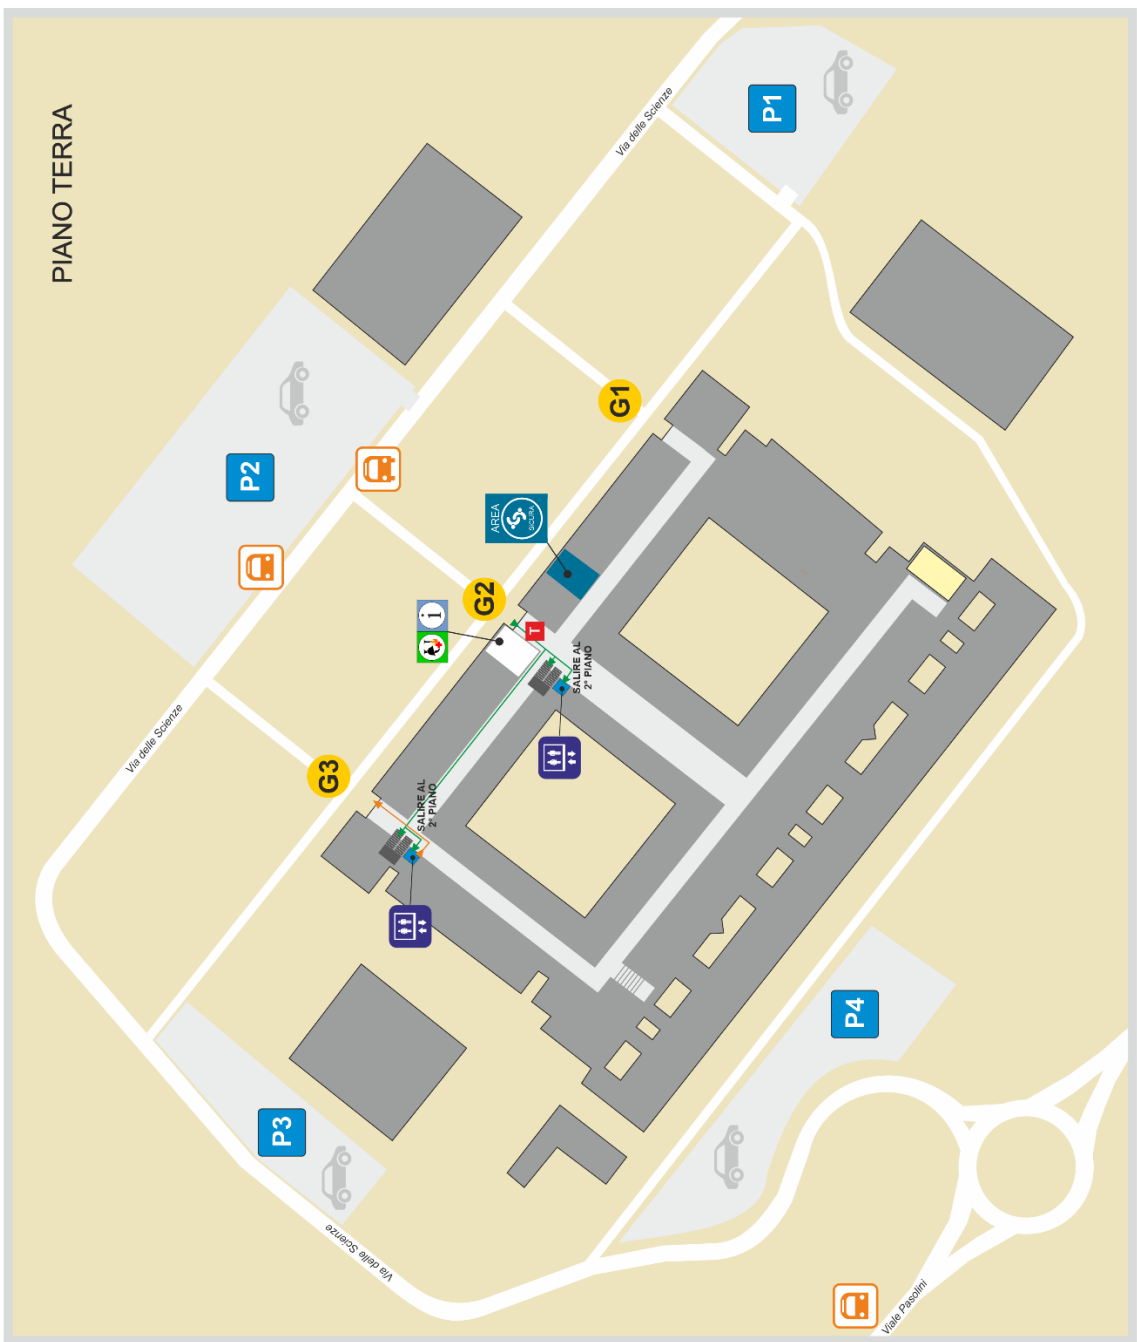 PIANO TERRA
Via delle Scienze
P1
P2
G1
AREA
SICURA
G2
i
T
SALIRE AL
2° PIANO
Via delle Scienze
G3
SALIRE AL
2° PIANO
P4
P3
Via delle Scienze
Viale Pasolini